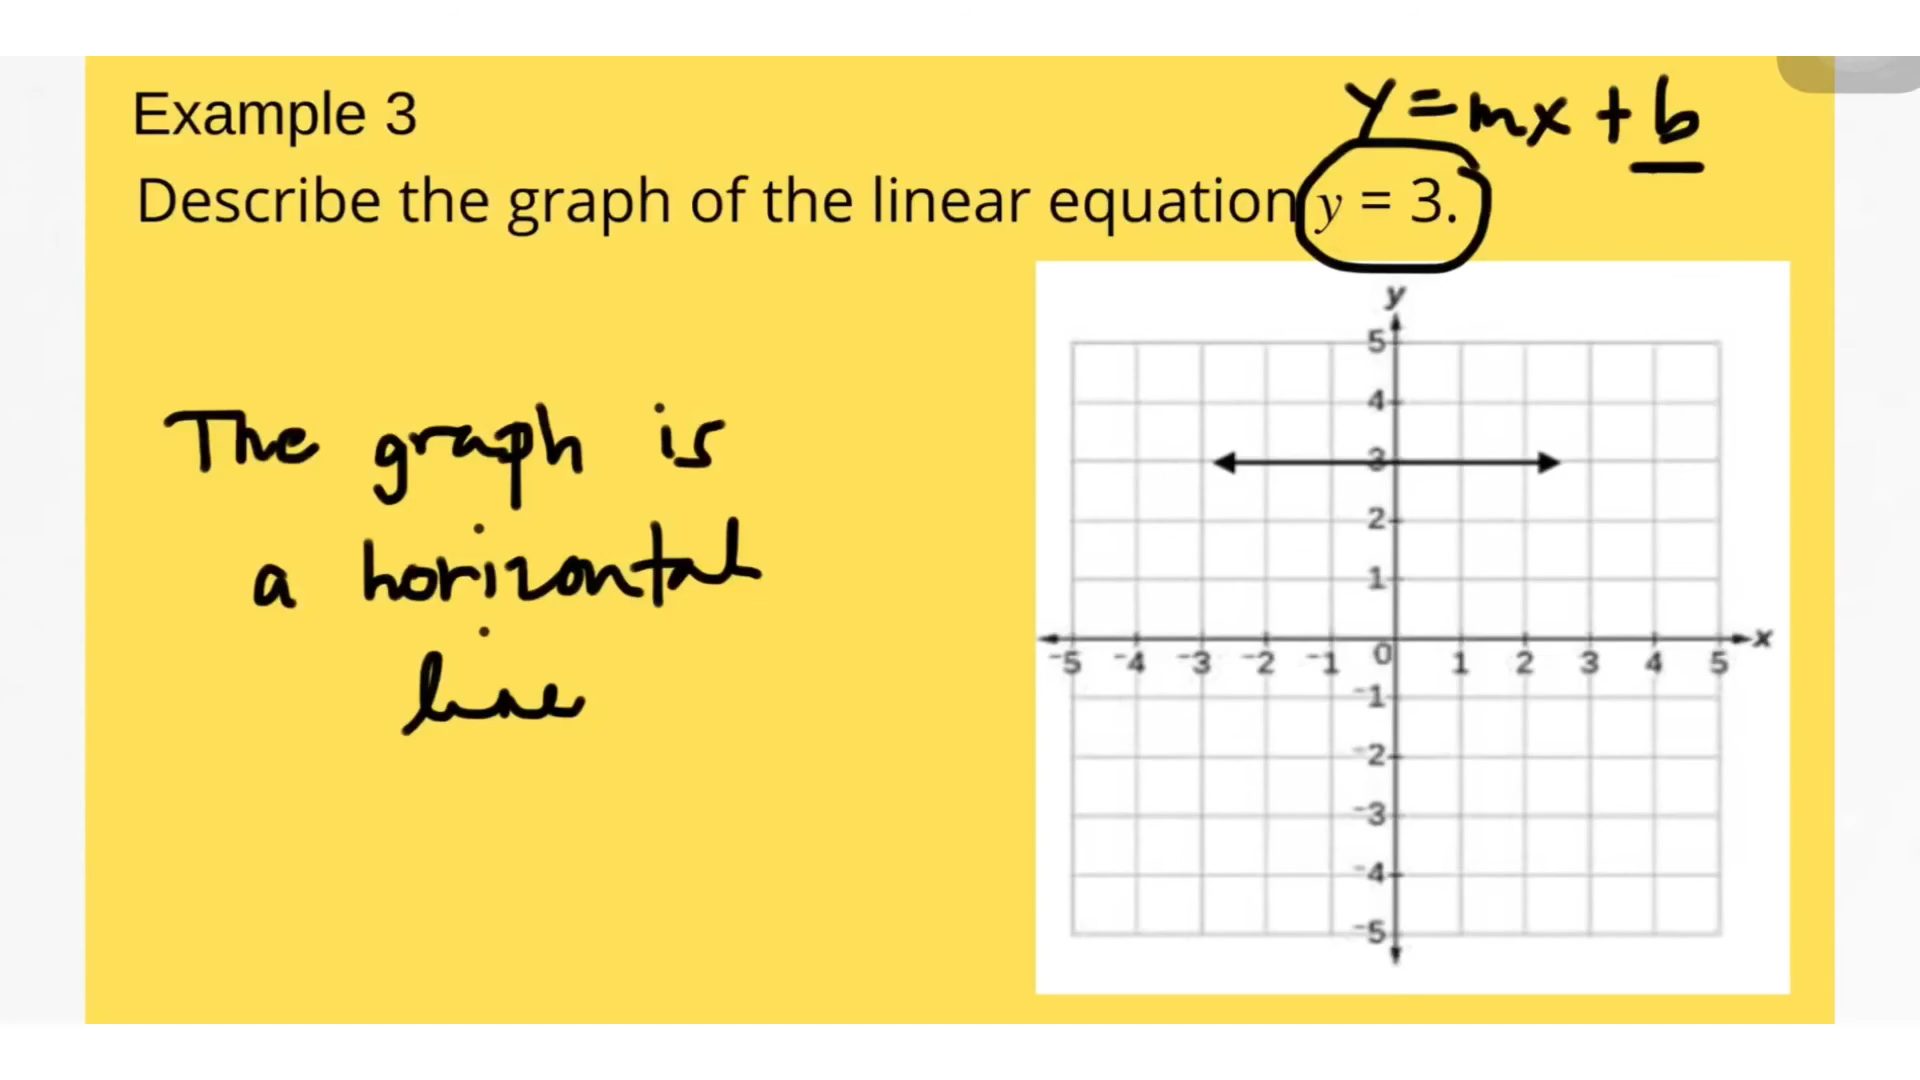 Example 3
y = mx + b
Describe the graph of the linear equation y = 3.
The graph is
a horizontal
line
y
5
4
3
2
1
-5 -4 -3 -2 -1 0 1 2 3 4 5 x
-1
-2
-3
-4
-5